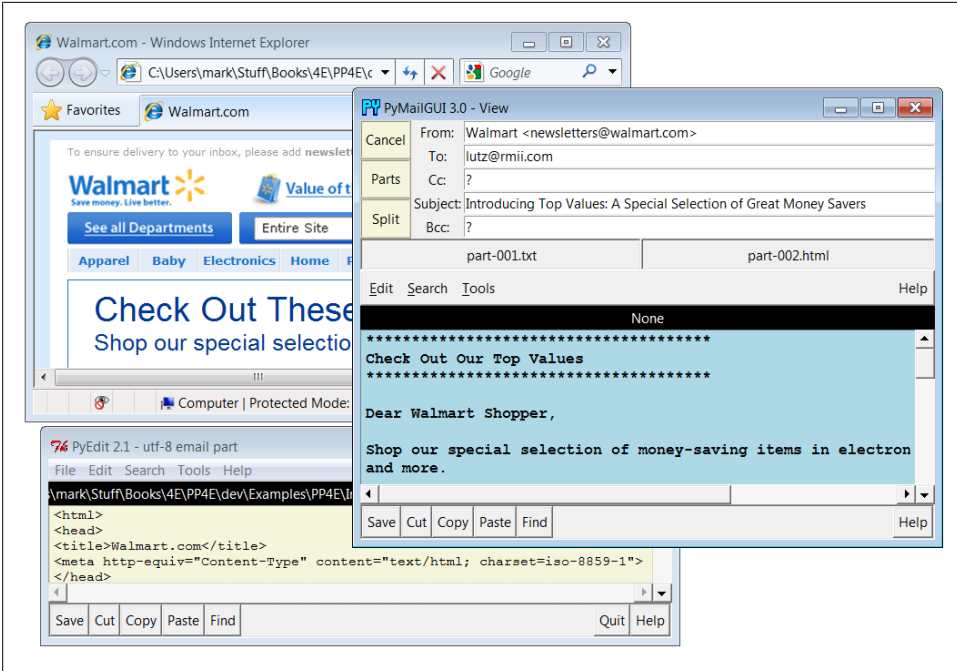 Walmart.com - Windows Internet Explorer
C:\Users\mark\Stuff\Books\4E\PP4E\c
Google
Favorites
Walmart.com
To ensure delivery to your inbox, please add newslett
Walmart
Save money. Live better.
Value of t
See all Departments
Entire Site
Apparel Baby Electronics Home
Check Out These
Shop our special selectio
Computer | Protected Mode:
PY PyMailGUI 3.0 - View
Cancel
Parts
Split
From: Walmart <newsletters@walmart.com>
To: lutz@rmii.com
Cc: ?
Subject: Introducing Top Values: A Special Selection of Great Money Savers
Bcc: ?
part-001.txt
part-002.html
Edit Search Tools Help
None
**************************************
Check Out Our Top Values
**************************************
Dear Walmart Shopper,
Shop our special selection of money-saving items in electron
and more.
Save Cut Copy Paste Find Help
PyEdit 2.1 - utf-8 email part
File Edit Search Tools Help
\mark\Stuff\Books\4E\PP4E\dev\Examples\PP4E\In
<html>
<head>
<title>Walmart.com</title>
<meta http-equiv="Content-Type" content="text/html; charset=iso-8859-1">
</head>
Save Cut Copy Paste Find Quit Help